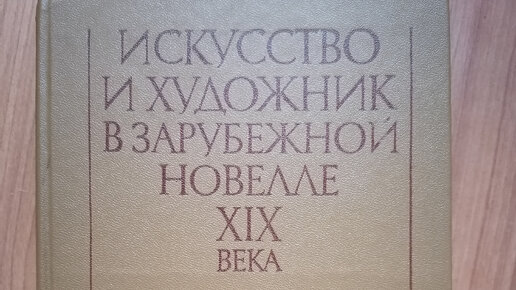 ИСКУССТВО
И ХУДОЖНИК
В ЗАРУБЕЖНОЙ
НОВЕЛЛЕ
XIX
ВЕКА